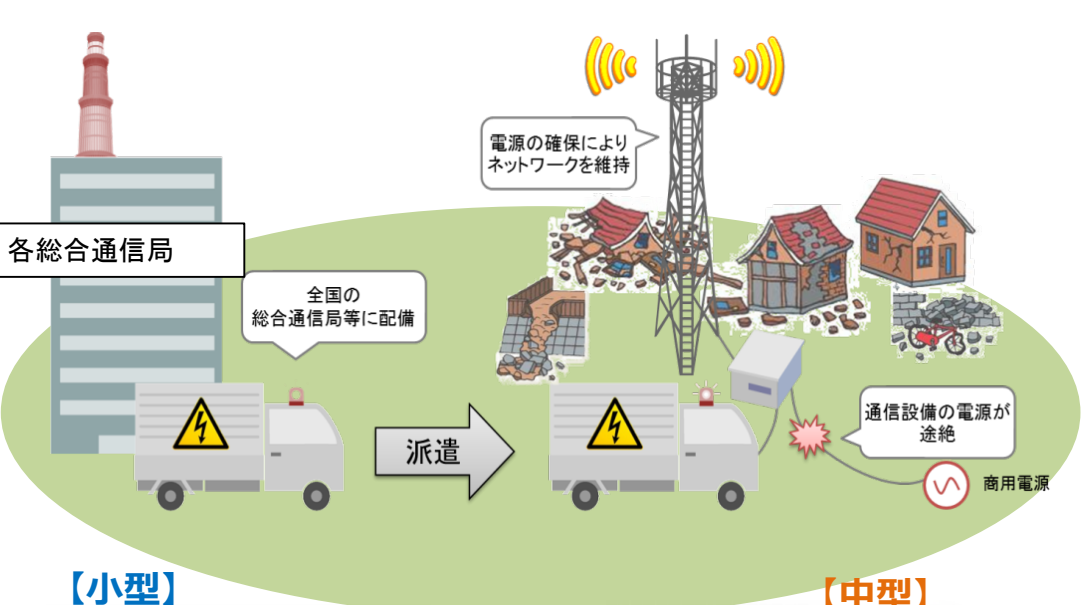 電源の確保により
ネットワークを維持
各総合通信局
全国の
総合通信局等に配備
派遣
通信設備の電源が
途絶
商用電源
【小型】
【中型】